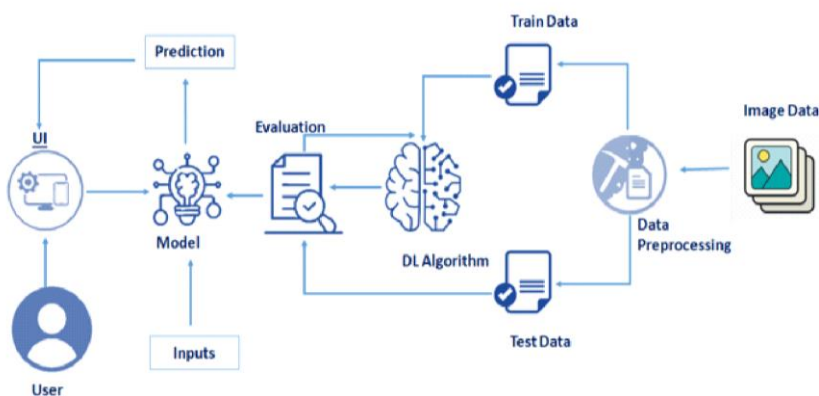 Train Data
Prediction
Image Data
Evaluation
UI
Data
Preprocessing
Model
DL Algorithm
Inputs
Test Data
User